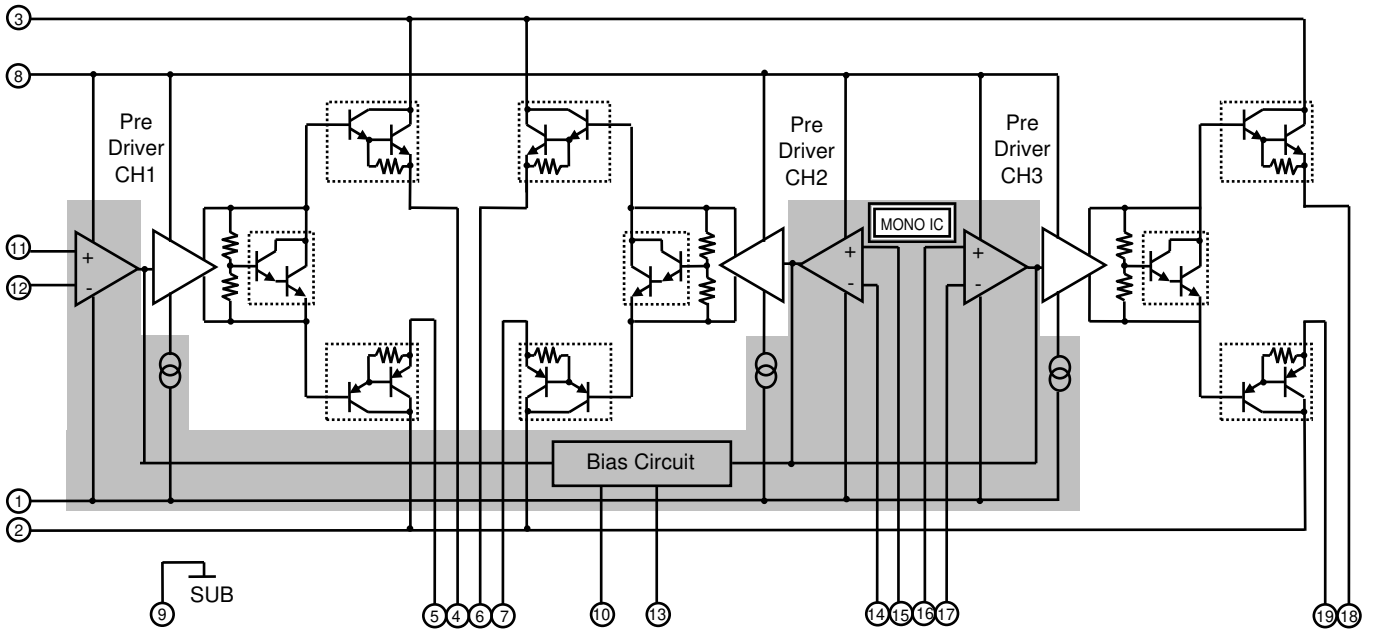 3
8
Pre
Driver
CH1
Pre
Driver
CH2
Pre
Driver
CH3
MONO IC
11
+
12
-
+
-
+
-
Bias Circuit
1
2
SUB
9
5
4
6
7
10
13
14
15
16
17
19
18